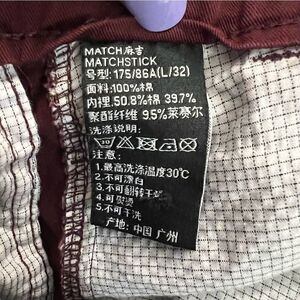 MATCH麻吉
MATCHSTICK
号型:175/86A(L/32)
面料:100%棉
内裡:50.8%棉 39.7%
聚酯纤维 9.5%莱赛尔
洗涤说明:
注意:
1.最高洗涤温度30℃
2.不可漂白
3.不可翻转干燥
4.可熨烫
5.不可干洗
产地:中国 广州